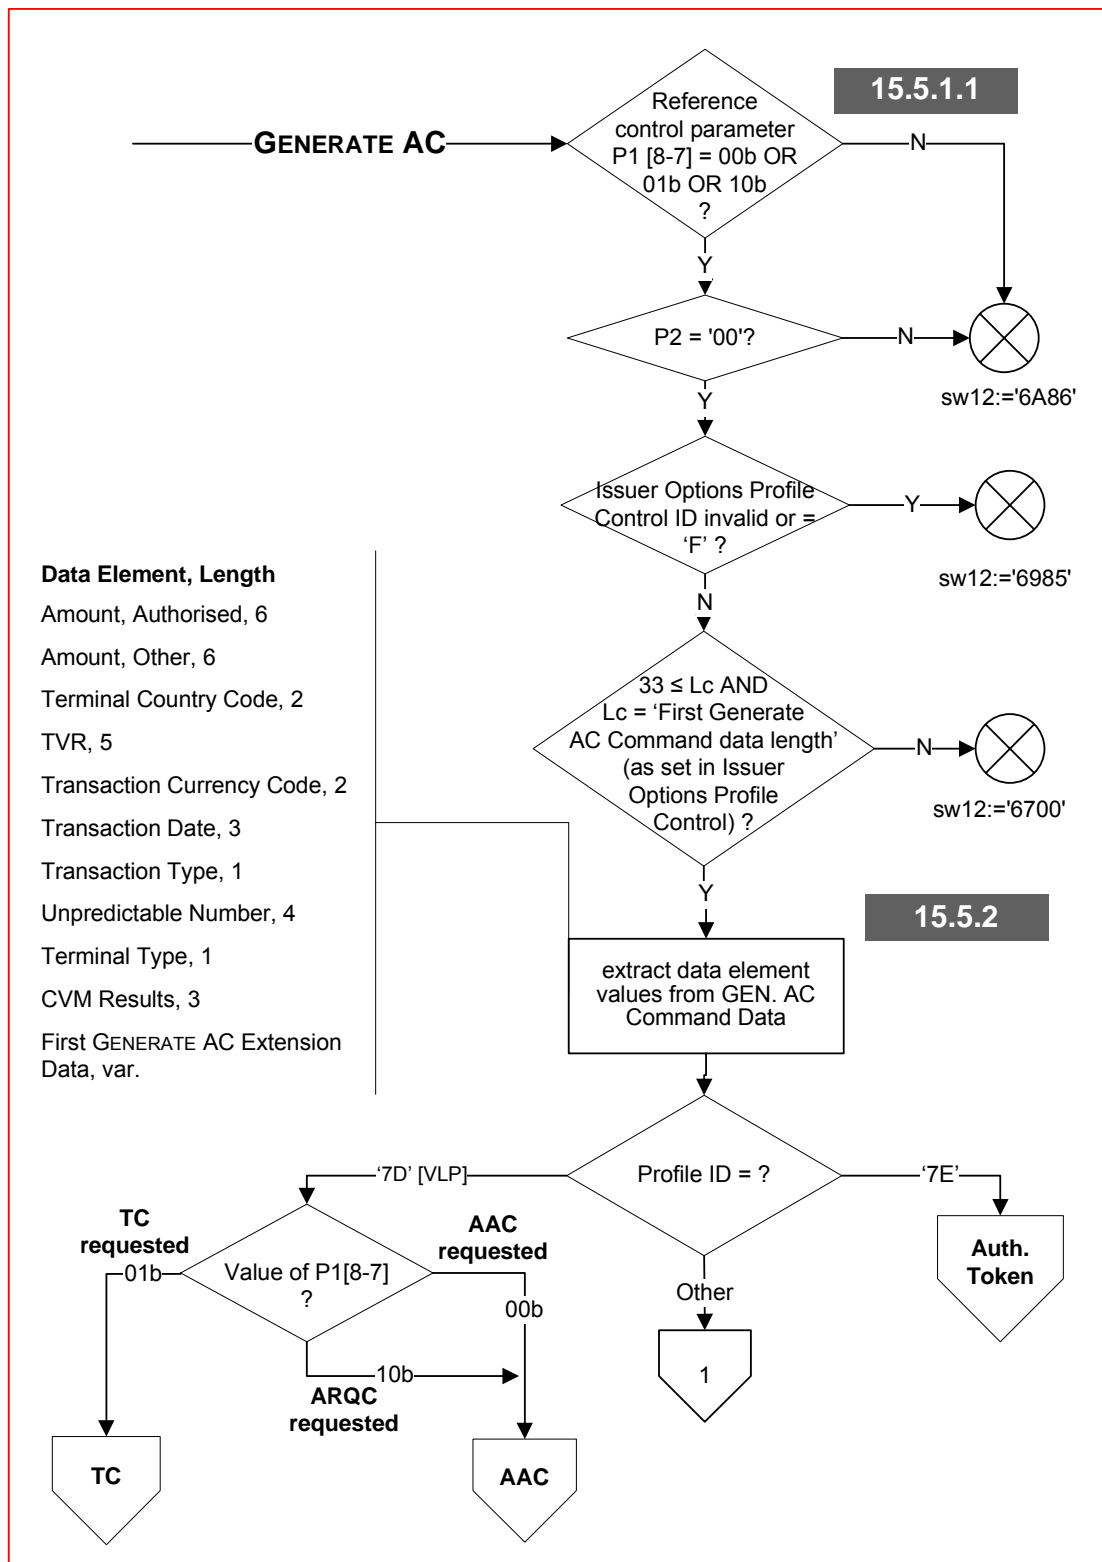 15.5.1.1
GENERATE AC
Reference
control parameter
P1 [8-7] = 00b OR
01b OR 10b
?
N
Y
P2 = '00'?
N
sw12:='6A86'
Y
Issuer Options Profile
Control ID invalid or =
‘F’ ?
Y
sw12:='6985'
N
33 ≤ Lc AND
Lc = ‘First Generate
AC Command data length’
(as set in Issuer
Options Profile
Control) ?
N
sw12:='6700'
Y
Data Element, Length
Amount, Authorised, 6
Amount, Other, 6
Terminal Country Code, 2
TVR, 5
Transaction Currency Code, 2
Transaction Date, 3
Transaction Type, 1
Unpredictable Number, 4
Terminal Type, 1
CVM Results, 3
First GENERATE AC Extension
Data, var.
15.5.2
extract data element
values from GEN. AC
Command Data
Profile ID = ?
‘7D’ [VLP]
‘7E’
Other
Auth.
Token
1
TC
requested
AAC
requested
Value of P1[8-7]
?
01b
00b
10b
ARQC
requested
TC
AAC